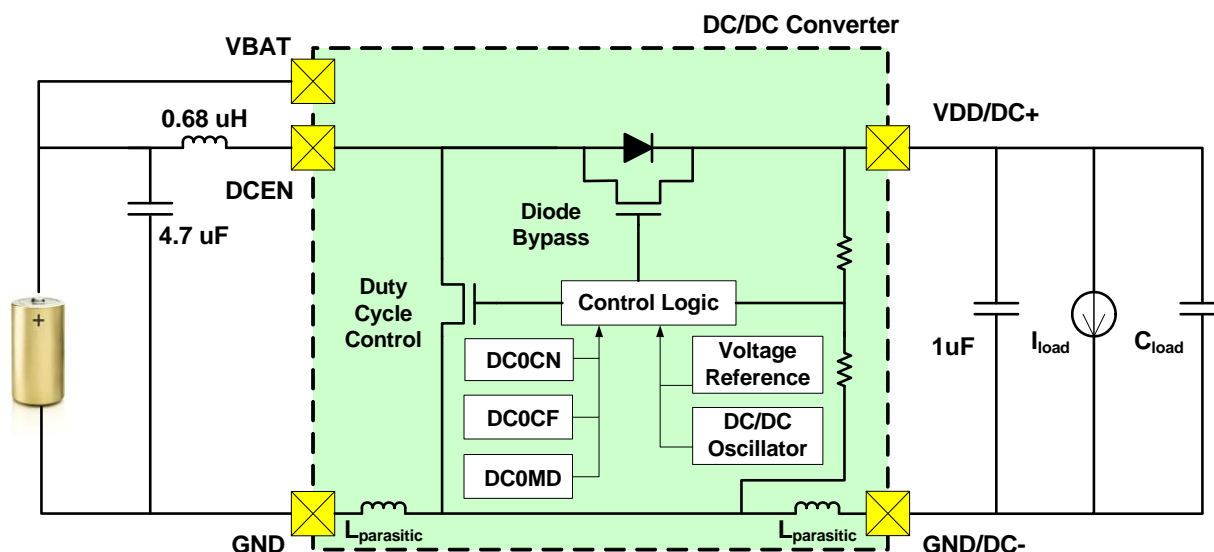 DC/DC Converter
VBAT
0.68 uH
VDD/DC+
DCEN
4.7 uF
Diode
Bypass
Duty
Cycle
Control
Control Logic
+
1uF
Iload
Cload
DC0CN
Voltage
Reference
DC0CF
DC/DC
Oscillator
DC0MD
Lparasitic
Lparasitic
GND
GND/DC-